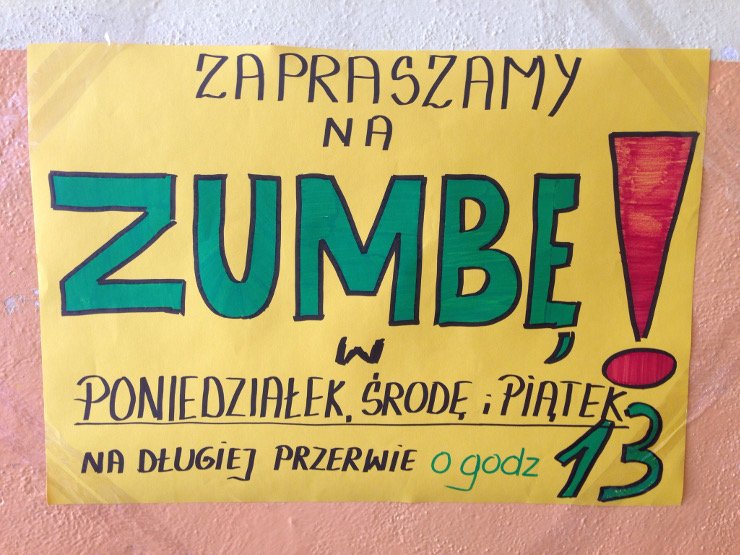 ZAPRASZAMY
NA
ZUMBĘ!
W
PONIEDZIAŁEK, ŚRODĘ i PIĄTEK
NA DŁUGIEJ PRZERWIE o godz 13